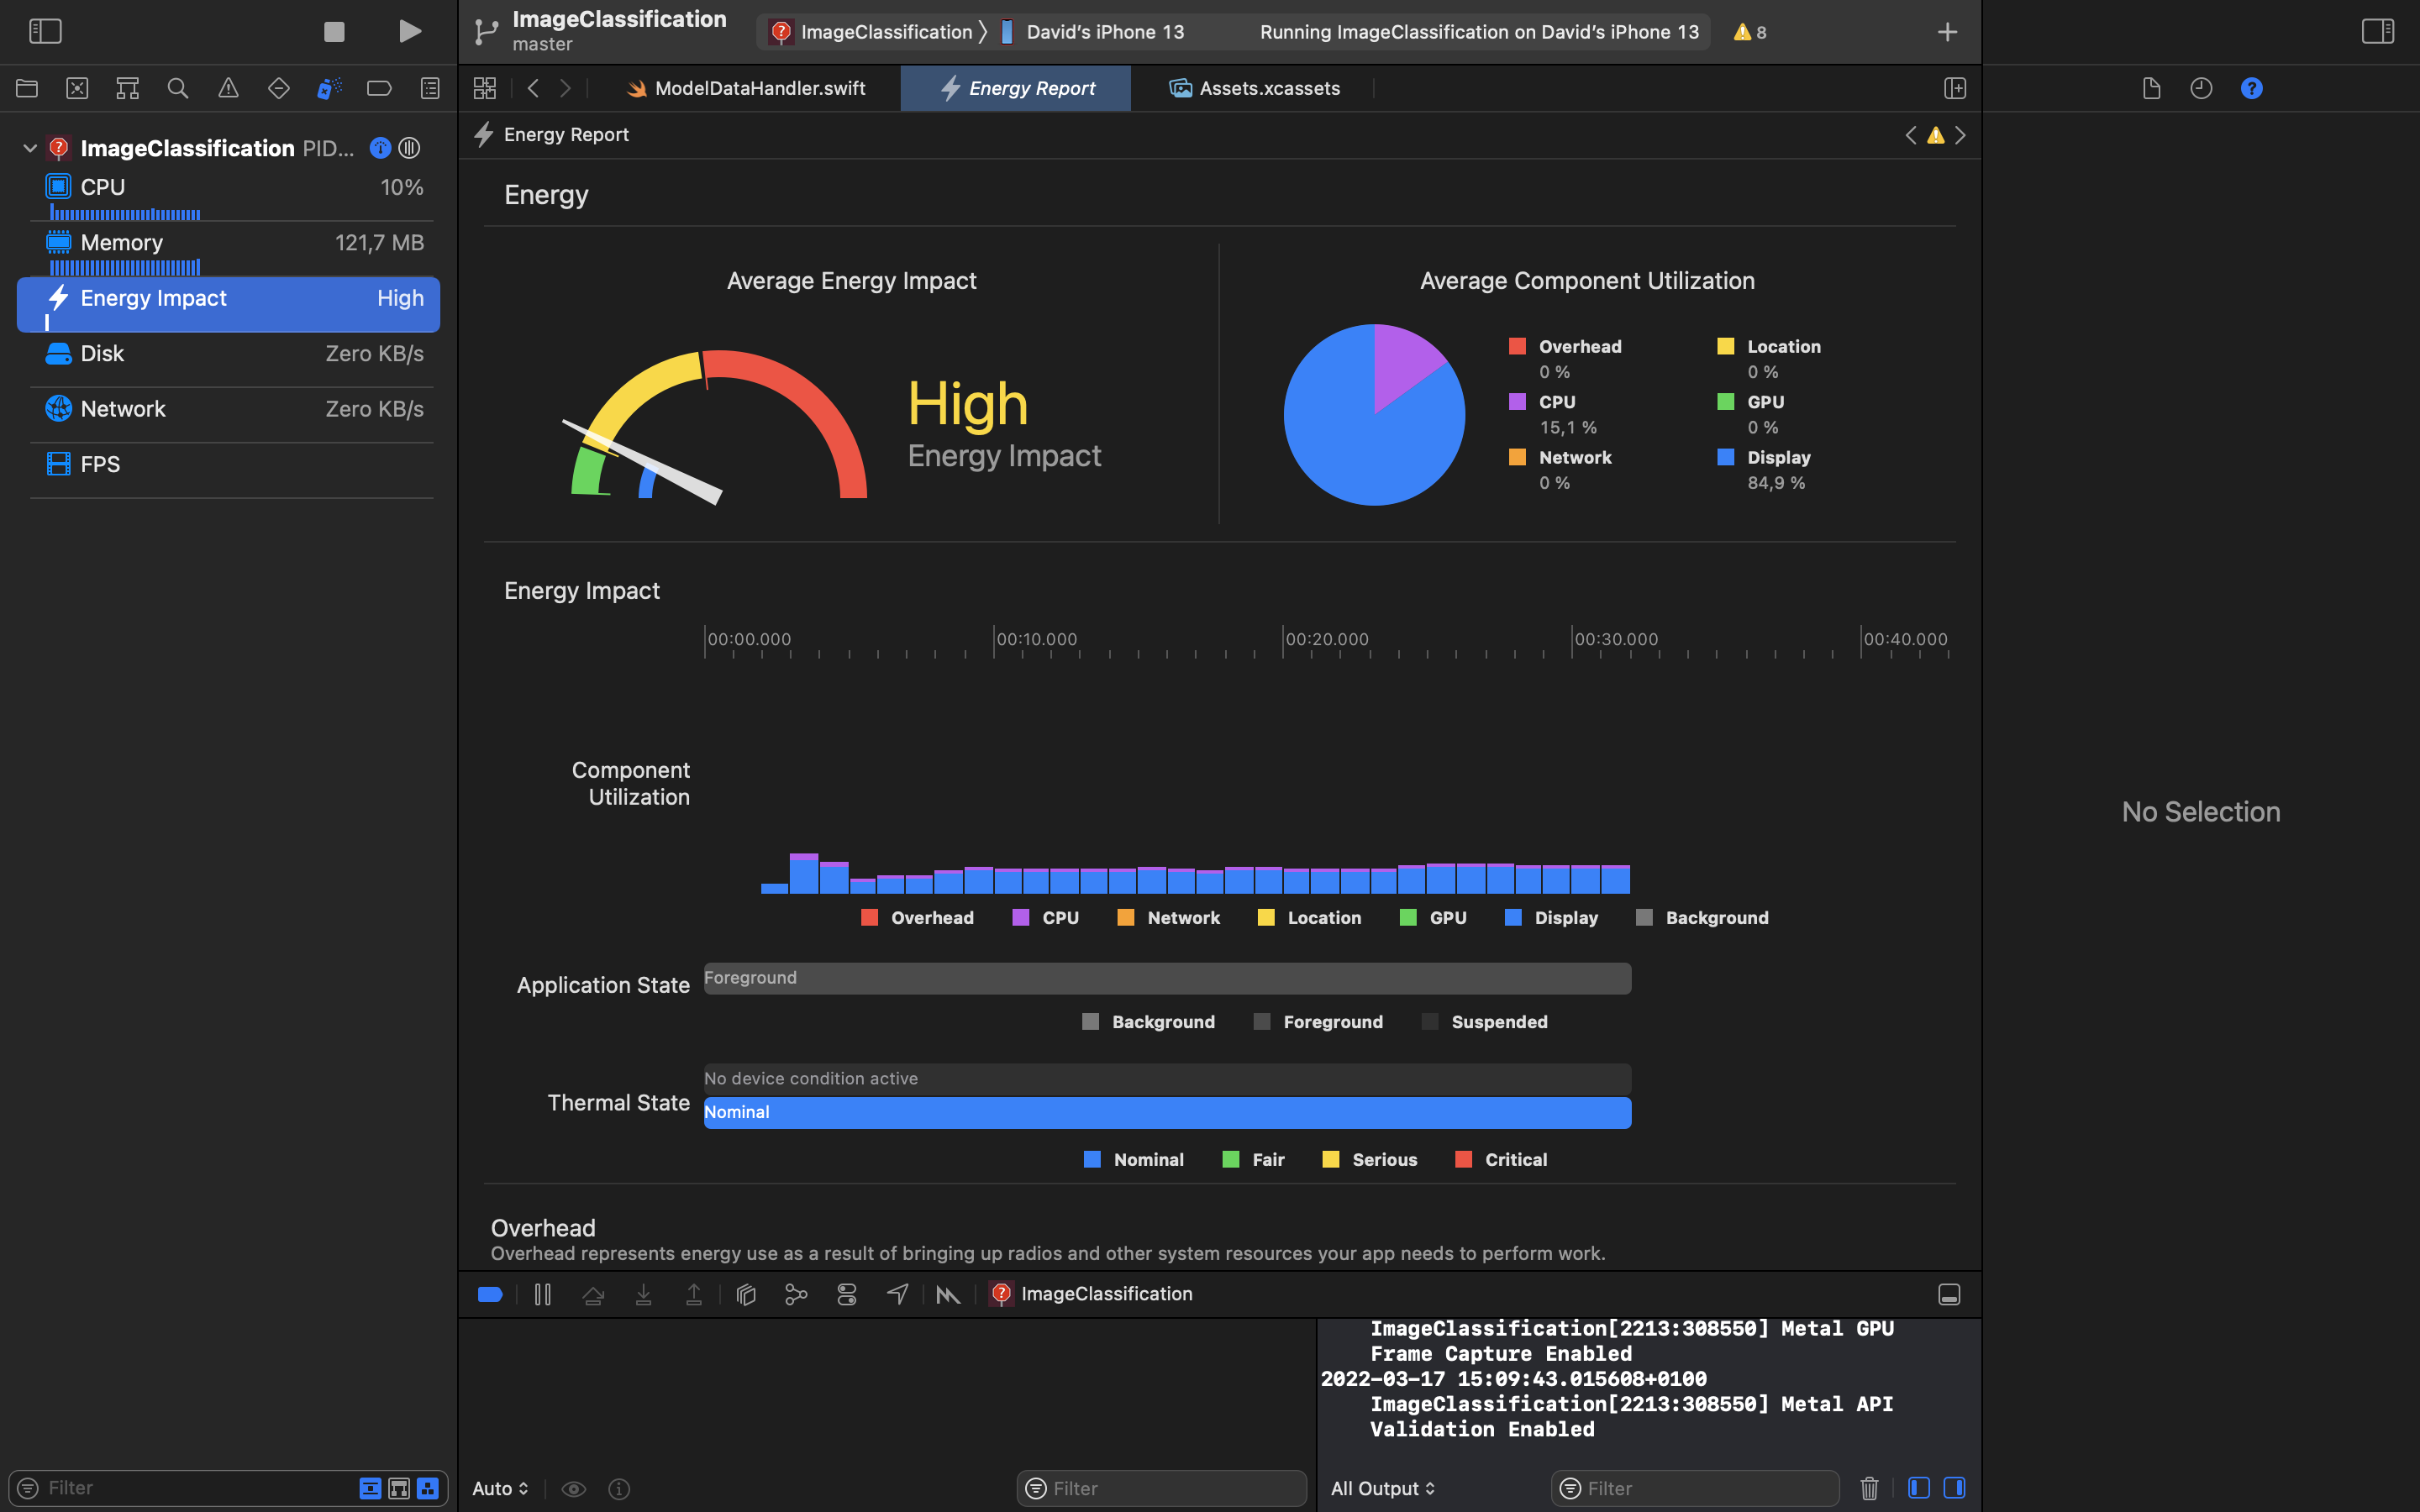 ImageClassification
master
ImageClassification
David’s iPhone 13
Running ImageClassification on David’s iPhone 13
8
ModelDataHandler.swift
Energy Report
Assets.xcassets
ImageClassification PID...
CPU 10%
Memory 121,7 MB
Energy Impact High
Disk Zero KB/s
Network Zero KB/s
FPS
Energy Report
Energy
Average Energy Impact
High
Energy Impact
Average Component Utilization
Overhead
0 %
Location
0 %
CPU
15,1 %
GPU
0 %
Network
0 %
Display
84,9 %
Energy Impact
00:00.000 00:10.000 00:20.000 00:30.000 00:40.000
Component
Utilization
Overhead CPU Network Location GPU Display Background
Application State
Foreground
Background Foreground Suspended
Thermal State
No device condition active
Nominal
Nominal Fair Serious Critical
Overhead
Overhead represents energy use as a result of bringing up radios and other system resources your app needs to perform work.
ImageClassification
ImageClassification[2213:308550] Metal GPU
Frame Capture Enabled
2022-03-17 15:09:43.015608+0100
ImageClassification[2213:308550] Metal API
Validation Enabled
No Selection
Filter
Auto
Filter
All Output
Filter